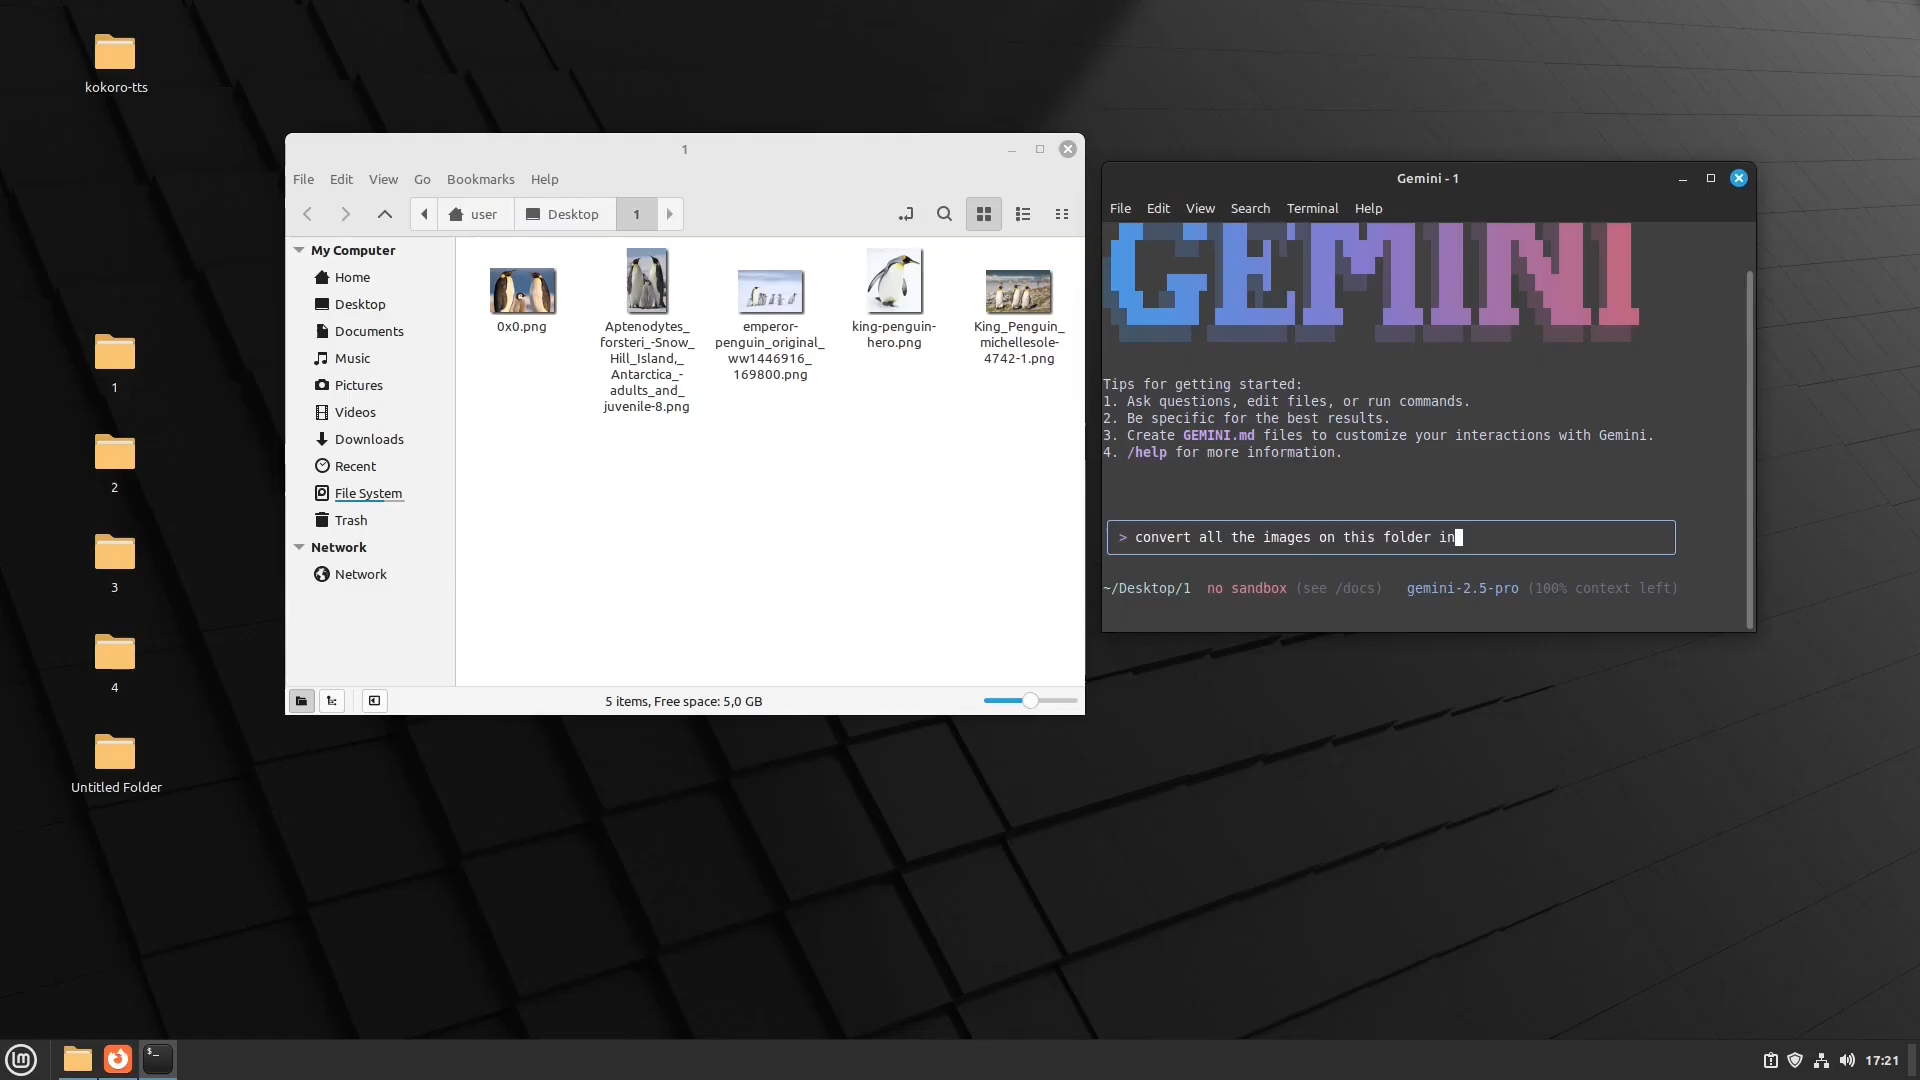 kokoro-tts
1
2
3
4
Untitled Folder
1
File Edit View Go Bookmarks Help
user Desktop 1
My Computer
Home
Desktop
Documents
Music
Pictures
Videos
Downloads
Recent
File System
Trash
Network
Network
0x0.png
Aptenodytes_
forsteri_-Snow_
Hill_Island,_
Antarctica_-
adults_and_
juvenile-8.png
emperor-
penguin_original_
ww1446916_
169800.png
king-penguin-
hero.png
King_Penguin_
michellesole-
4742-1.png
5 items, Free space: 5,0 GB
Gemini - 1
File Edit View Search Terminal Help
GEMINI
Tips for getting started:
1. Ask questions, edit files, or run commands.
2. Be specific for the best results.
3. Create GEMINI.md files to customize your interactions with Gemini.
4. /help for more information.
> convert all the images on this folder in
~/Desktop/1 no sandbox (see /docs) gemini-2.5-pro (100% context left)
17:21